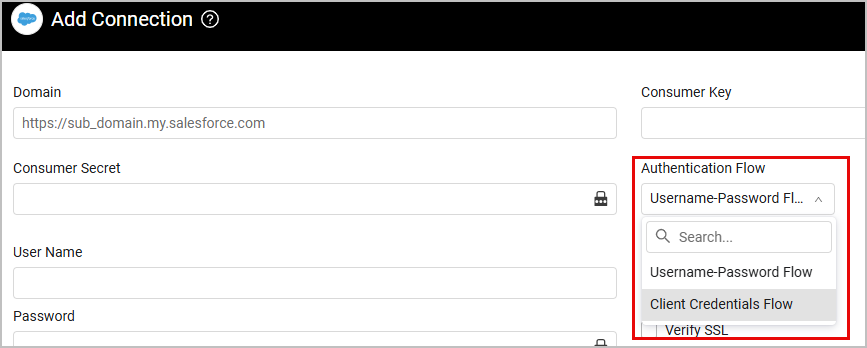 Add Connection ?
Domain
Consumer Key
https://sub_domain.my.salesforce.com
Consumer Secret
Authentication Flow
Username-Password Fl...
Search...
User Name
Username-Password Flow
Client Credentials Flow
Password
Verify SSL